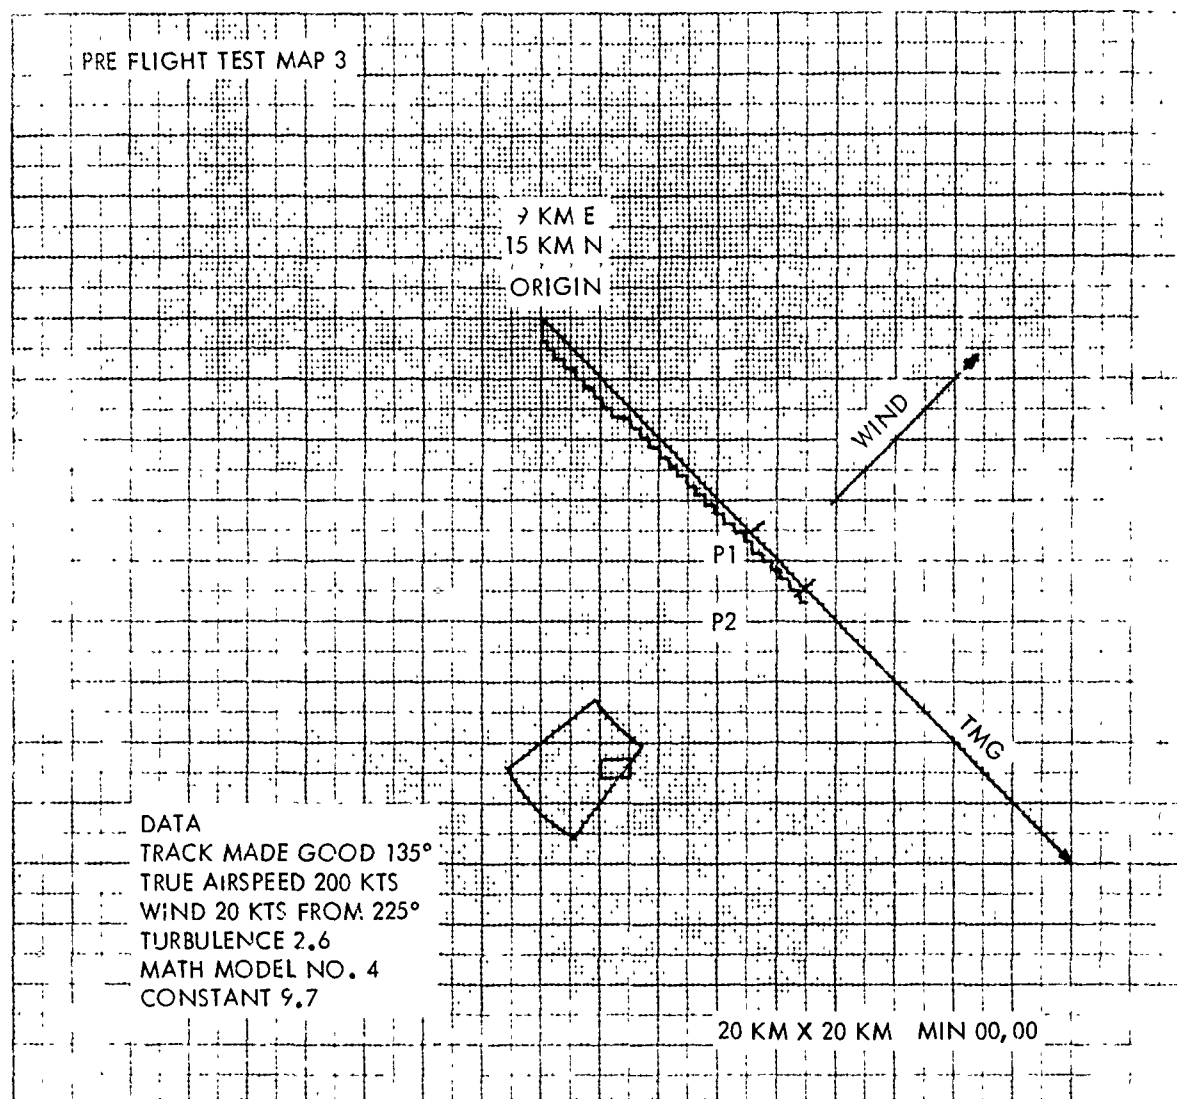 PRE FLIGHT TEST MAP 3
9 KM E
15 KM N
ORIGIN
WIND
P1
P2
TMG
DATA
TRACK MADE GOOD 135°
TRUE AIRSPEED 200 KTS
WIND 20 KTS FROM 225°
TURBULENCE 2.6
MATH MODEL NO. 4
CONSTANT 9.7
20 KM X 20 KM MIN 00,00